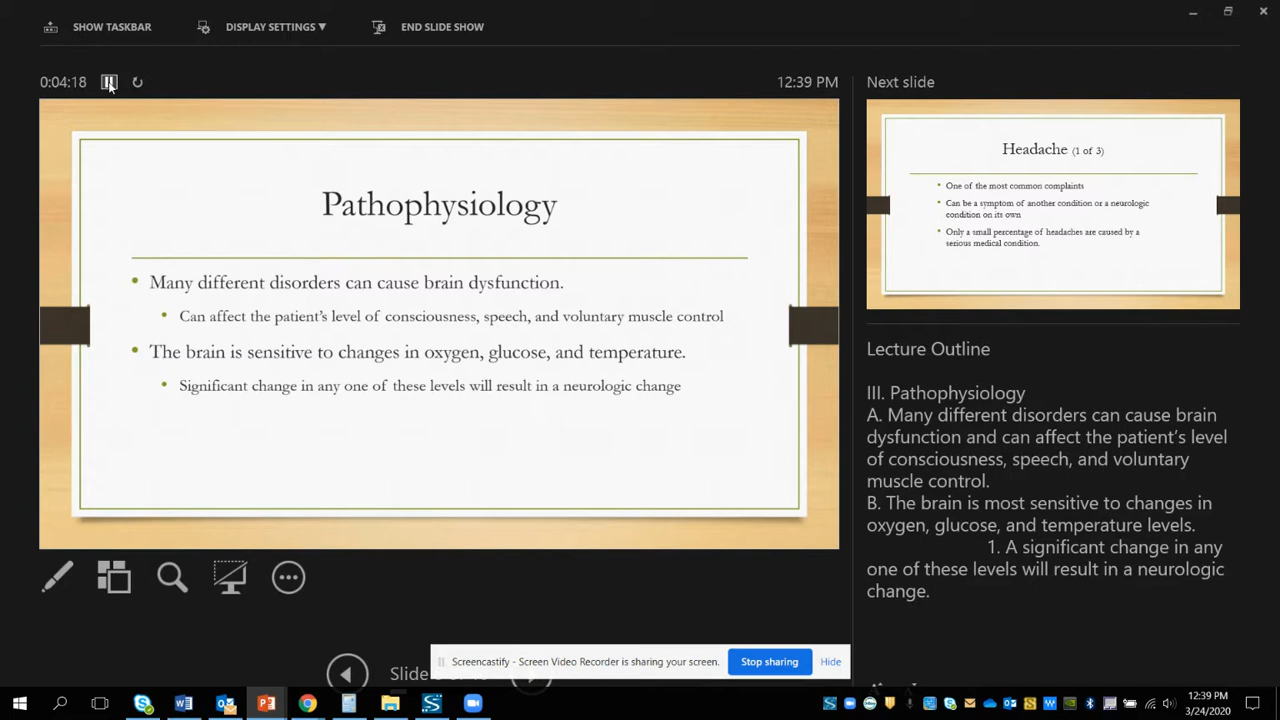 SHOW TASKBAR
DISPLAY SETTINGS ▼
END SLIDE SHOW
0:04:18
12:39 PM
Pathophysiology
• Many different disorders can cause brain dysfunction.
• Can affect the patient's level of consciousness, speech, and voluntary muscle control
• The brain is sensitive to changes in oxygen, glucose, and temperature.
• Significant change in any one of these levels will result in a neurologic change
Next slide
Headache (1 of 3)
• One of the most common complaints
• Can be a symptom of another condition or a neurologic
condition on its own
• Only a small percentage of headaches are caused by a
serious medical condition.
Lecture Outline
III. Pathophysiology
A. Many different disorders can cause brain
dysfunction and can affect the patient's level
of consciousness, speech, and voluntary
muscle control.
B. The brain is most sensitive to changes in
oxygen, glucose, and temperature levels.
1. A significant change in any
one of these levels will result in a neurologic
change.
Screencastify - Screen Video Recorder is sharing your screen.
Stop sharing
Hide
Slide
12:39 PM
3/24/2020